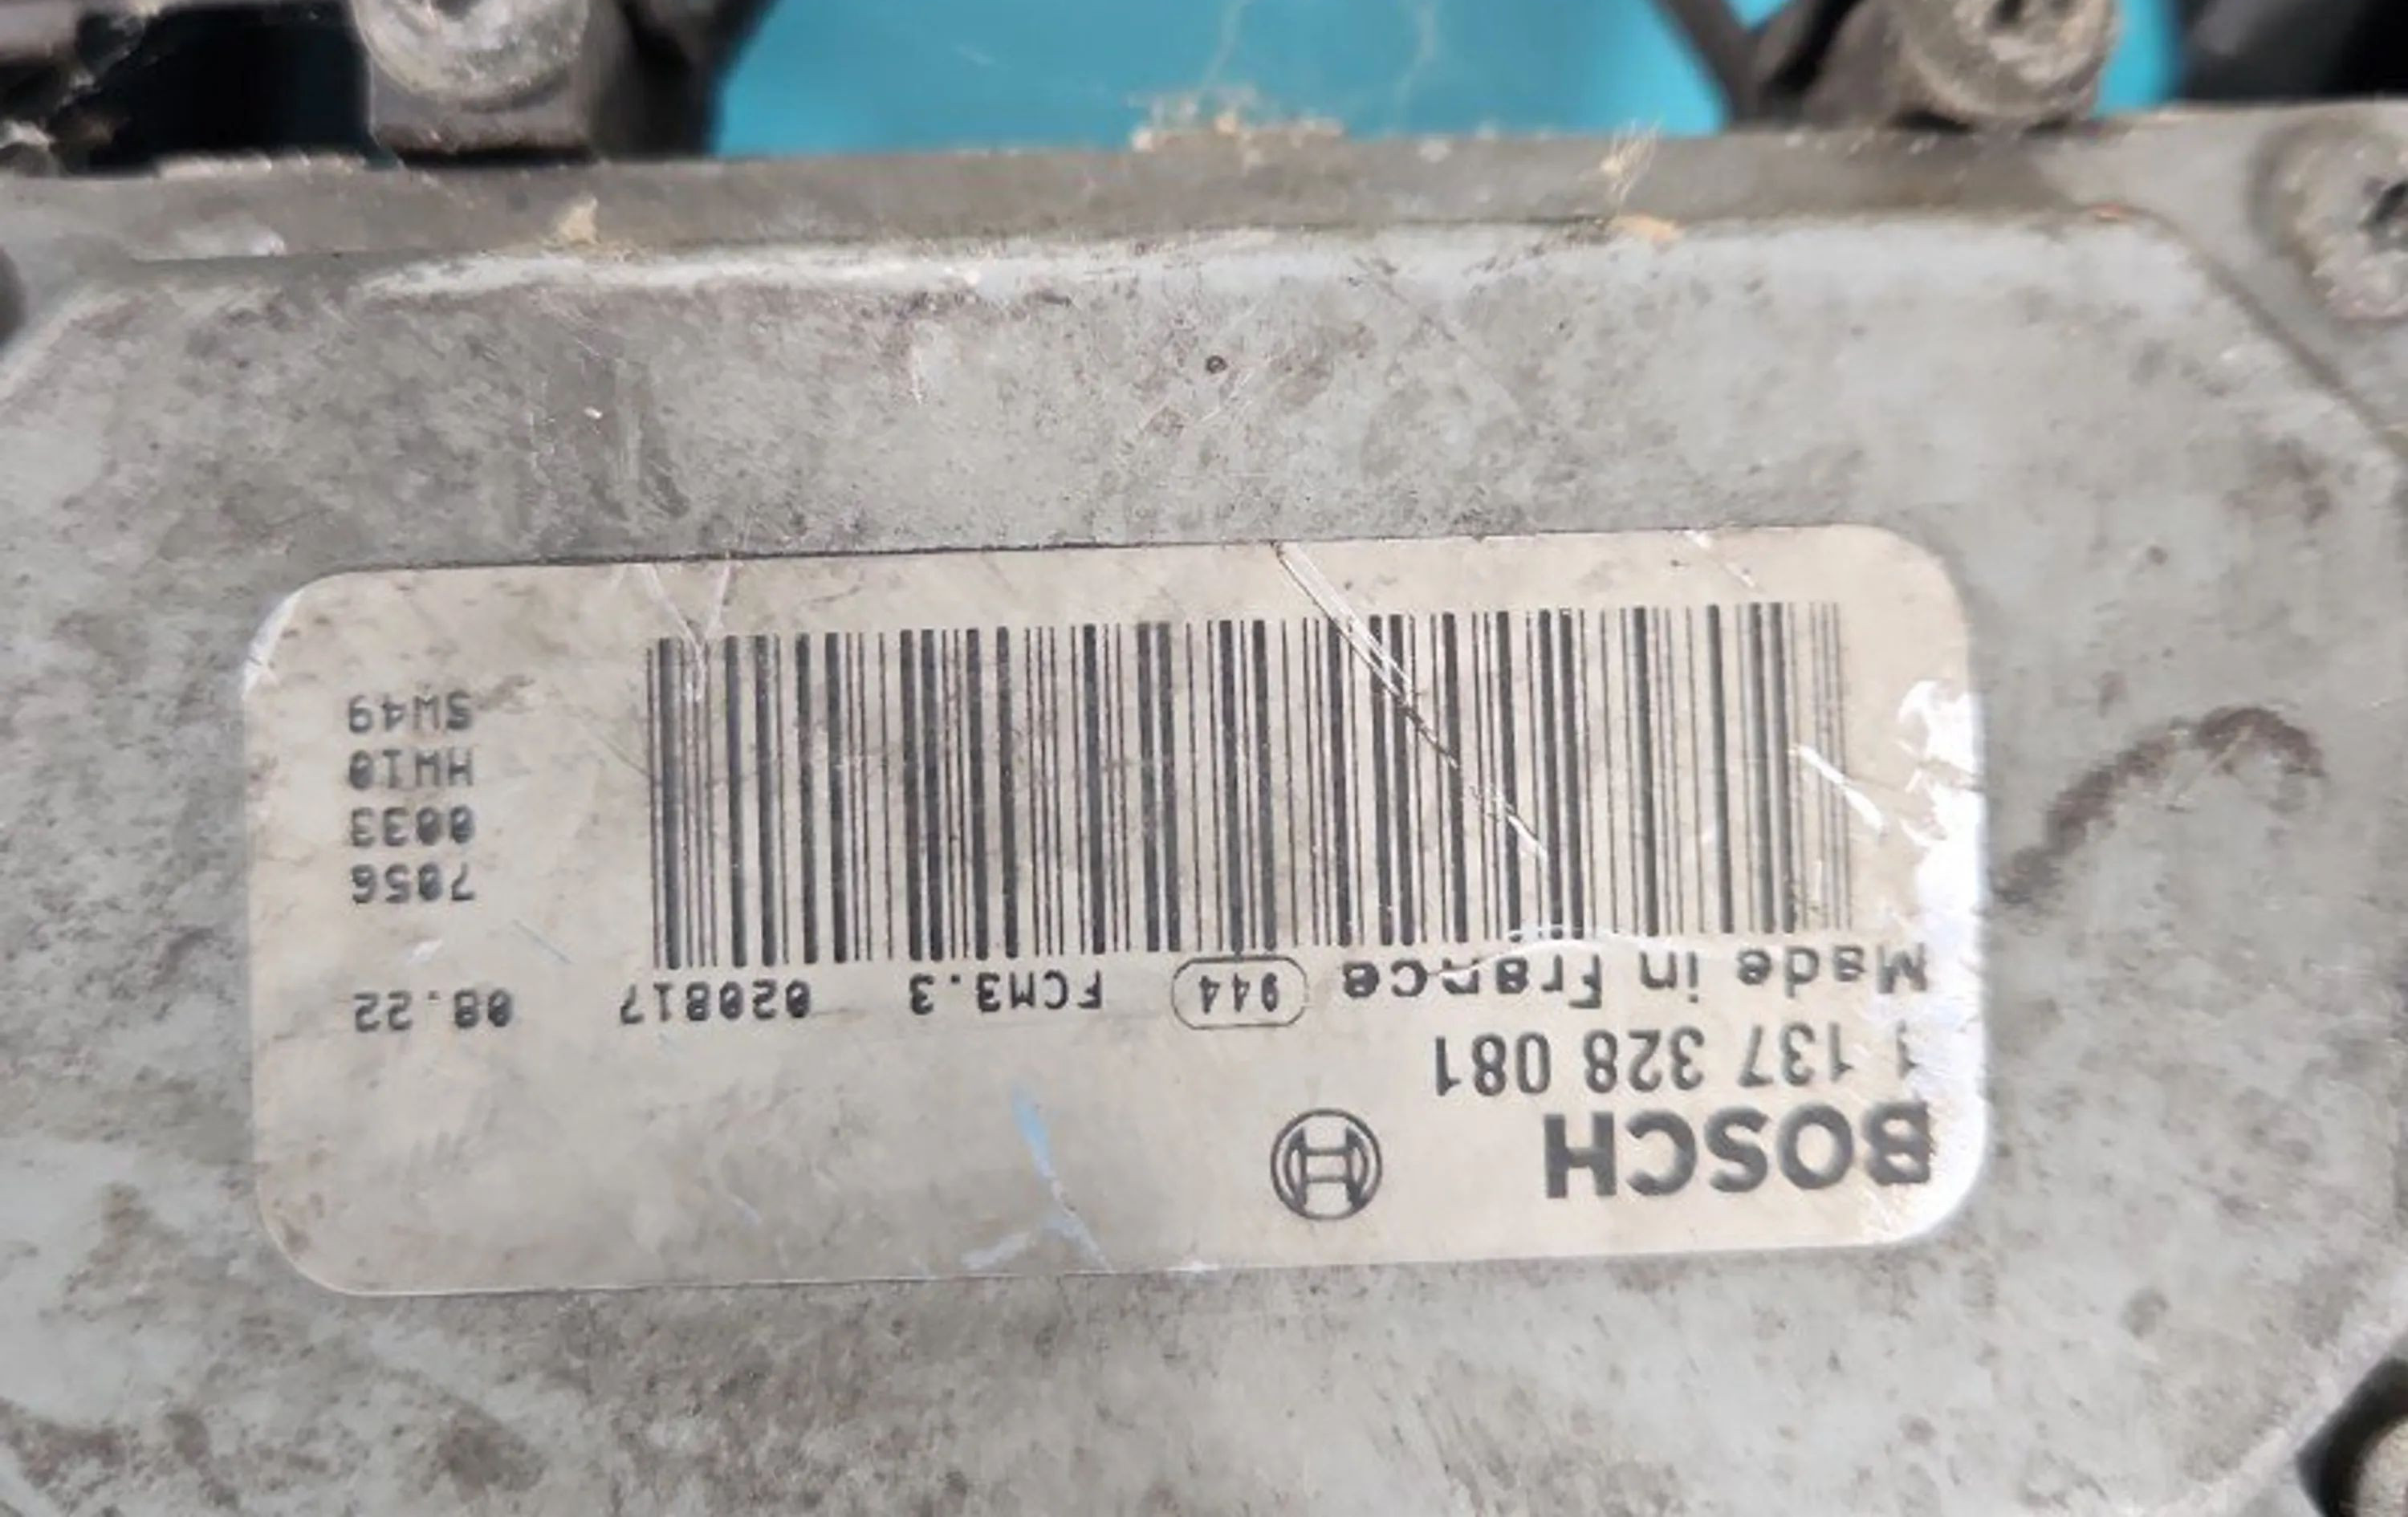 BOSCH
1 137 328 081
Made in France 944 FCM3.3 020817 08.22
7056
0033
HW10
SW49